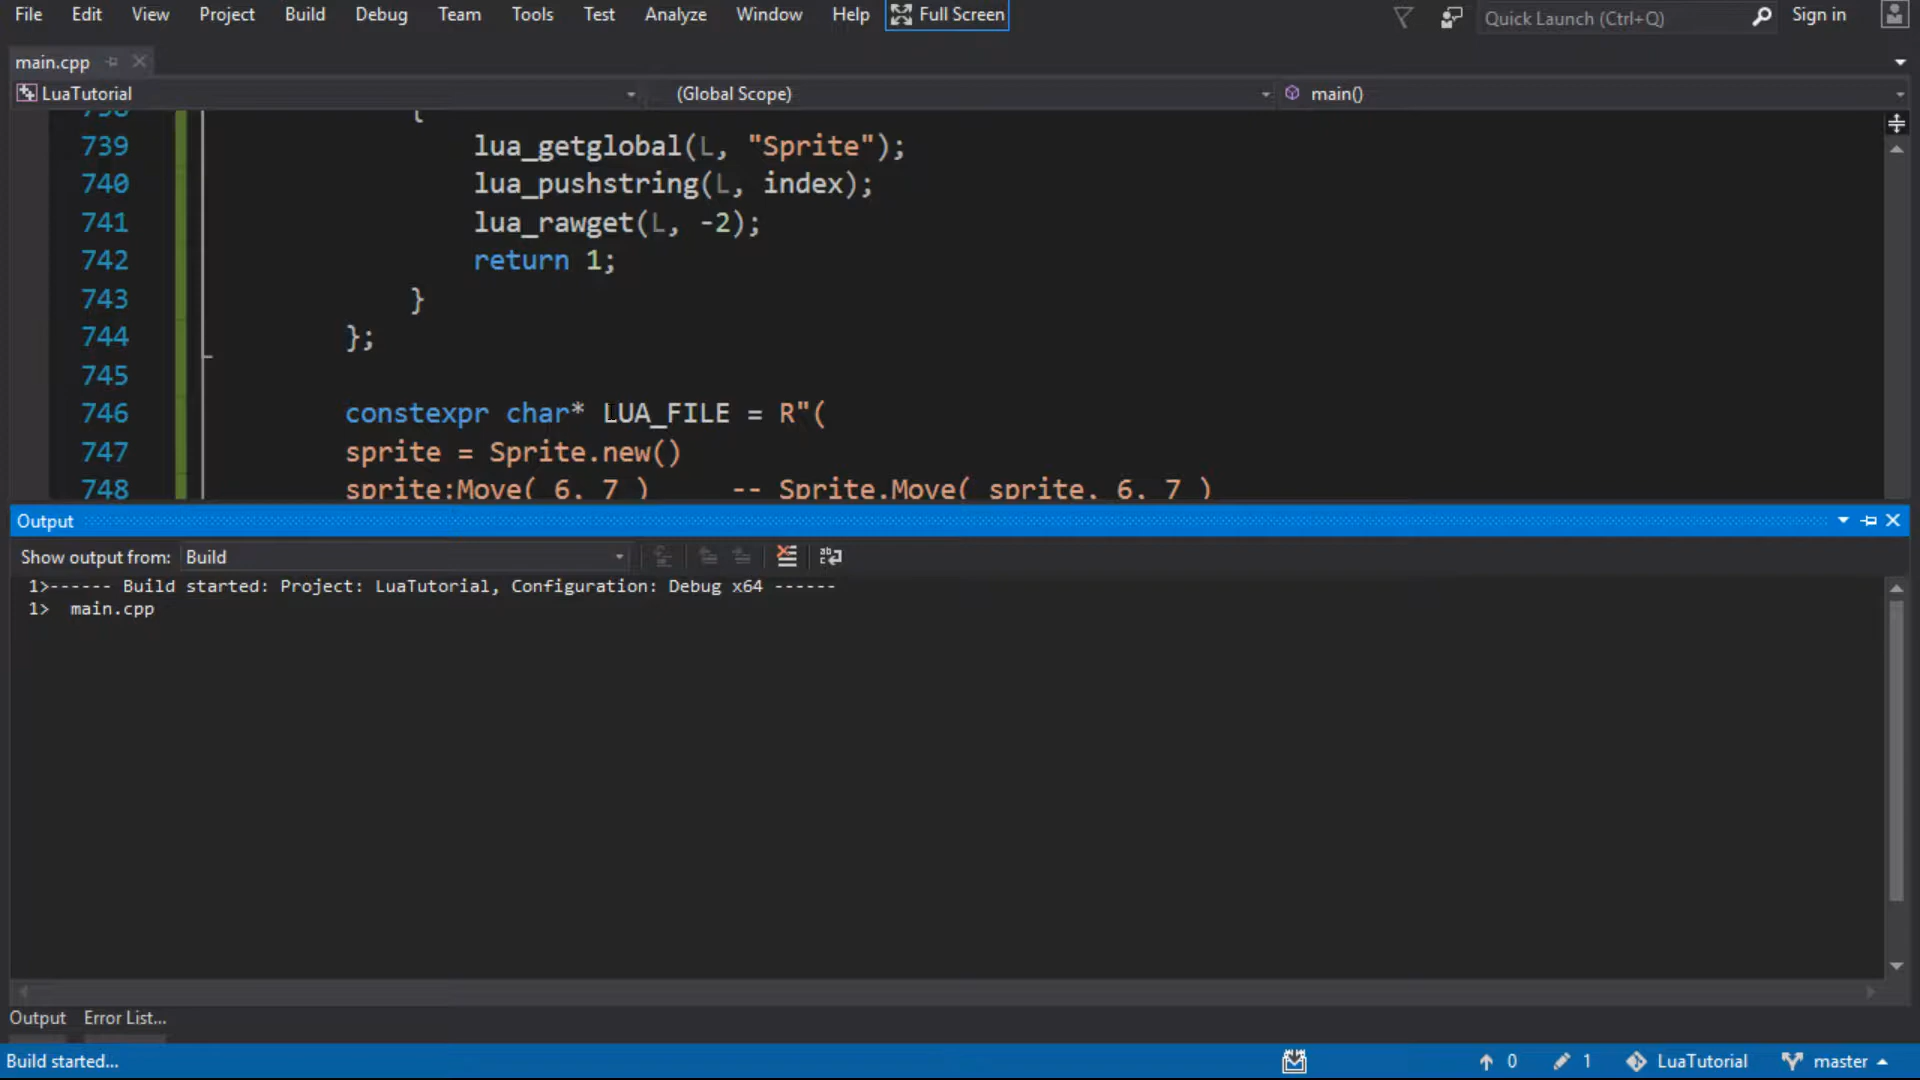 File Edit View Project Build Debug Team Tools Test Analyze Window Help Full Screen Quick Launch (Ctrl+Q) Sign in
main.cpp
LuaTutorial (Global Scope) main()
738 {
739 lua_getglobal(L, "Sprite");
740 lua_pushstring(L, index);
741 lua_rawget(L, -2);
742 return 1;
743 }
744 };
745
746 constexpr char* LUA_FILE = R"(
747 sprite = Sprite.new()
748 sprite:Move( 6, 7 ) -- Sprite.Move( sprite, 6, 7 )
Output
Show output from: Build
1>------ Build started: Project: LuaTutorial, Configuration: Debug x64 ------
1> main.cpp
Output Error List...
Build started... 0 1 LuaTutorial master